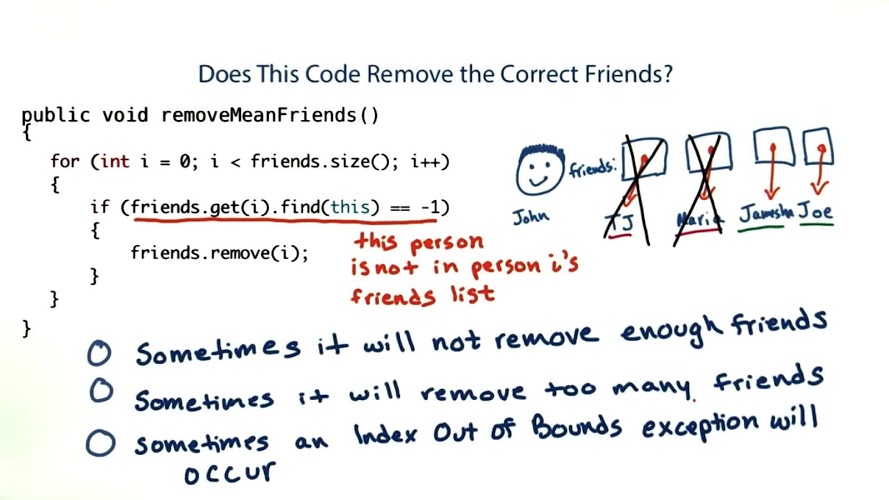 Does This Code Remove the Correct Friends?
public void removeMeanFriends()
{
for (int i = 0; i < friends.size(); i++)
{
if (friends.get(i).find(this) == -1)
{
friends.remove(i);
}
}
}
this person
is not in person i's
friends list
friends:
John
TJ
Maria
Jamesha
Joe
Sometimes it will not remove enough friends
Sometimes it will remove too many friends
Sometimes an Index Out of Bounds exception will
occur